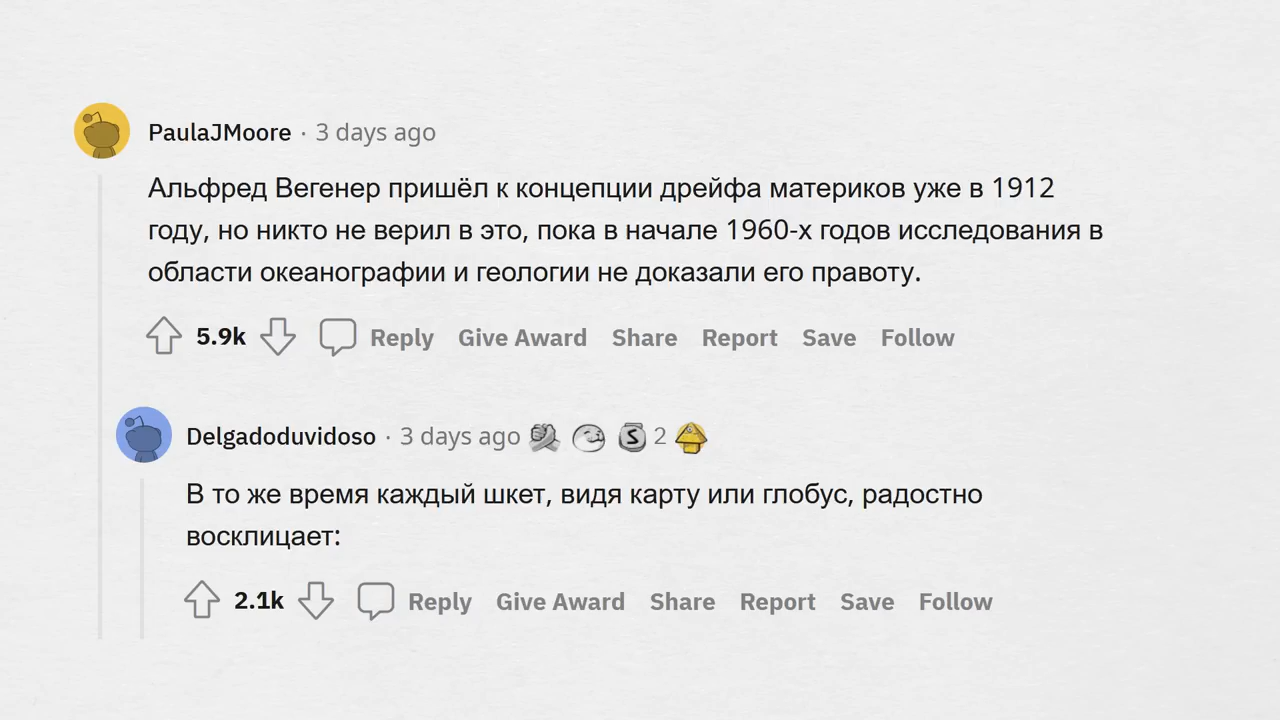 PaulaJMoore · 3 days ago
Альфред Вегенер пришёл к концепции дрейфа материков уже в 1912
году, но никто не верил в это, пока в начале 1960-х годов исследования в
области океанографии и геологии не доказали его правоту.
5.9k Reply Give Award Share Report Save Follow
Delgadoduvidoso · 3 days ago S 2
В то же время каждый шкет, видя карту или глобус, радостно
восклицает:
2.1k Reply Give Award Share Report Save Follow